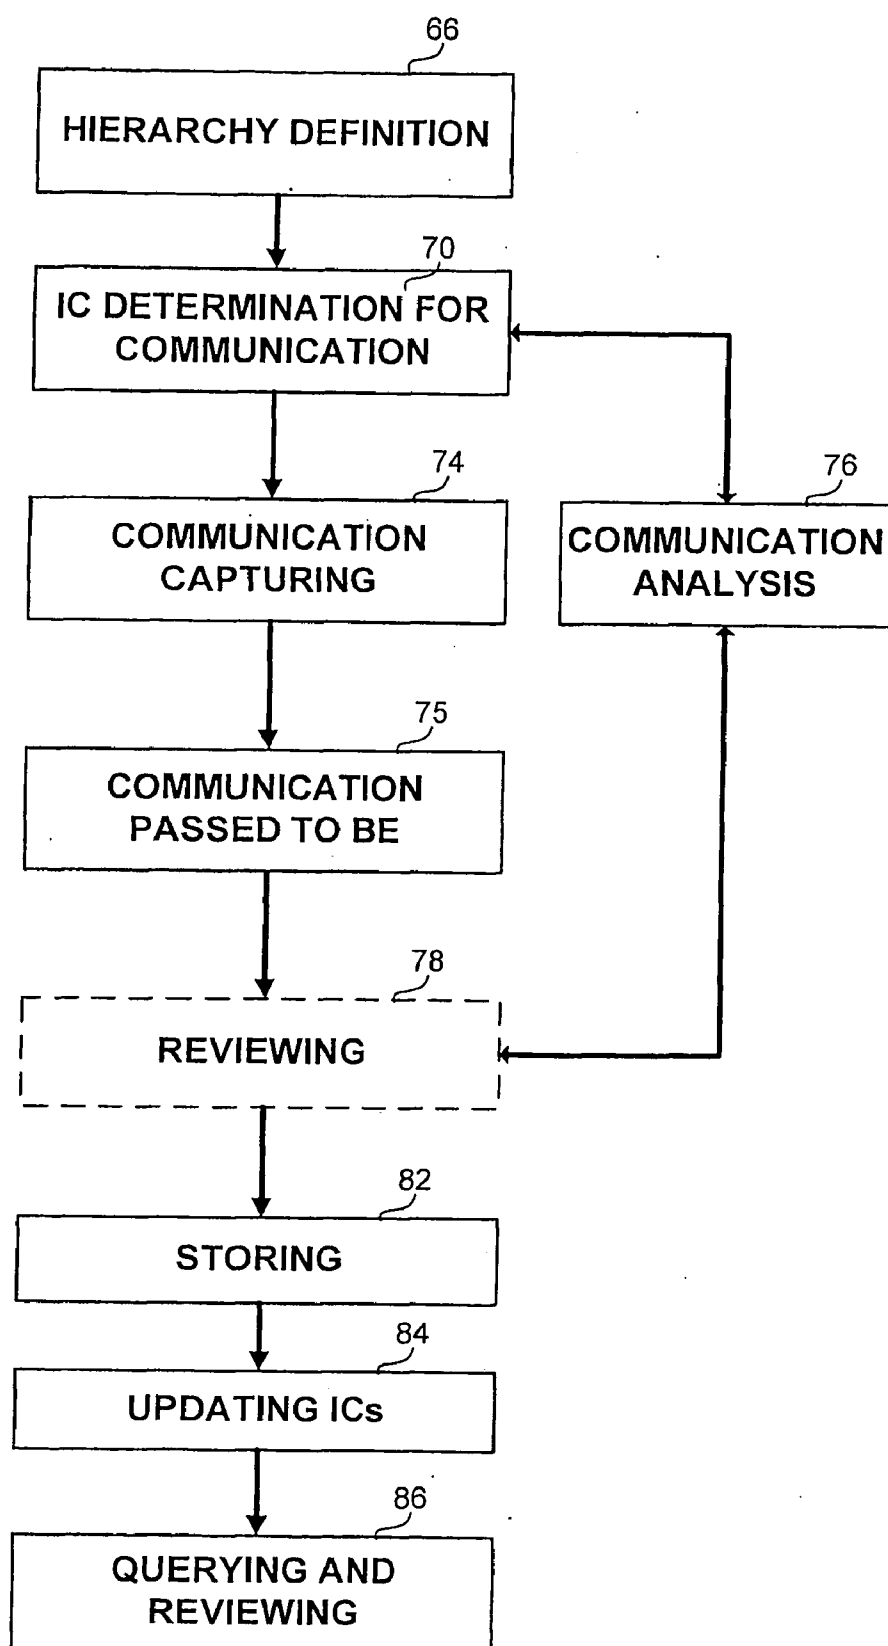 66
HIERARCHY DEFINITION
70
IC DETERMINATION FOR
COMMUNICATION
74
COMMUNICATION
CAPTURING
76
COMMUNICATION
ANALYSIS
75
COMMUNICATION
PASSED TO BE
78
REVIEWING
82
STORING
84
UPDATING ICs
86
QUERYING AND
REVIEWING